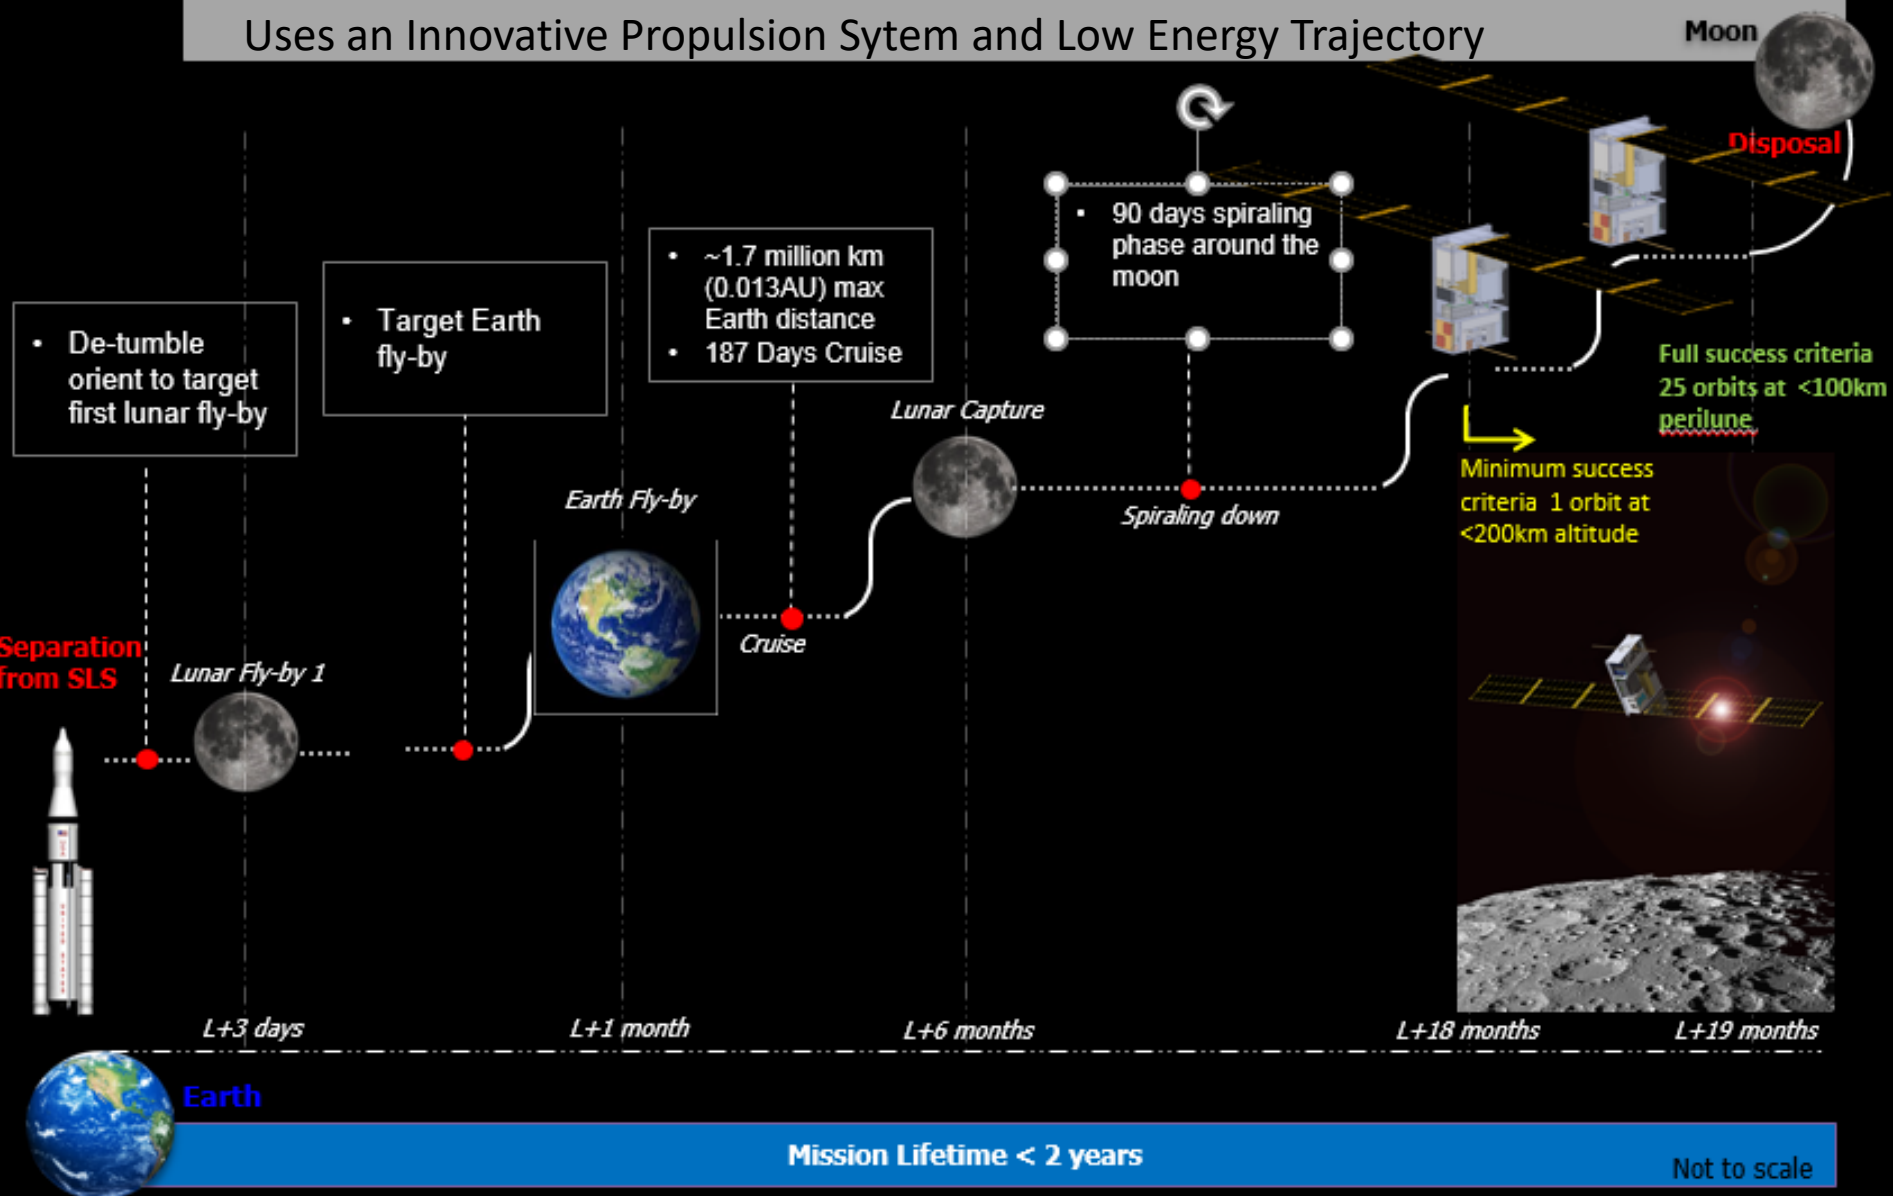 Uses an Innovative Propulsion Sytem and Low Energy Trajectory
Moon
Disposal
• 90 days spiraling
phase around the
moon
• ~1.7 million km
(0.013AU) max
Earth distance
• 187 Days Cruise
• Target Earth
fly-by
• De-tumble
orient to target
first lunar fly-by
Full success criteria
25 orbits at <100km
perilune
Lunar Capture
Minimum success
criteria 1 orbit at
<200km altitude
Earth Fly-by
Spiraling down
Cruise
Separation
from SLS
Lunar Fly-by 1
L+3 days
L+1 month
L+6 months
L+18 months
L+19 months
Earth
Mission Lifetime < 2 years
Not to scale